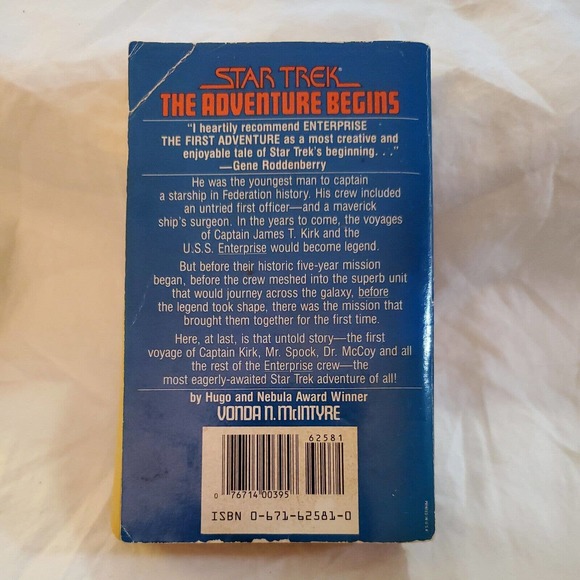 STAR TREK®
THE ADVENTURE BEGINS
"I heartily recommend ENTERPRISE
THE FIRST ADVENTURE as a most creative and
enjoyable tale of Star Trek's beginning. . ."
—Gene Roddenberry
He was the youngest man to captain
a starship in Federation history. His crew included
an untried first officer—and a maverick
ship's surgeon. In the years to come, the voyages
of Captain James T. Kirk and the
U.S.S. Enterprise would become legend.
But before their historic five-year mission
began, before the crew meshed into the superb unit
that would journey across the galaxy, before
the legend took shape, there was the mission that
brought them together for the first time.
Here, at last, is that untold story—the first
voyage of Captain Kirk, Mr. Spock, Dr. McCoy and all
the rest of the Enterprise crew—the
most eagerly-awaited Star Trek adventure of all!
by Hugo and Nebula Award Winner
VONDA N. McINTYRE
62581
0 76714 00395
ISBN 0-671-62581-0